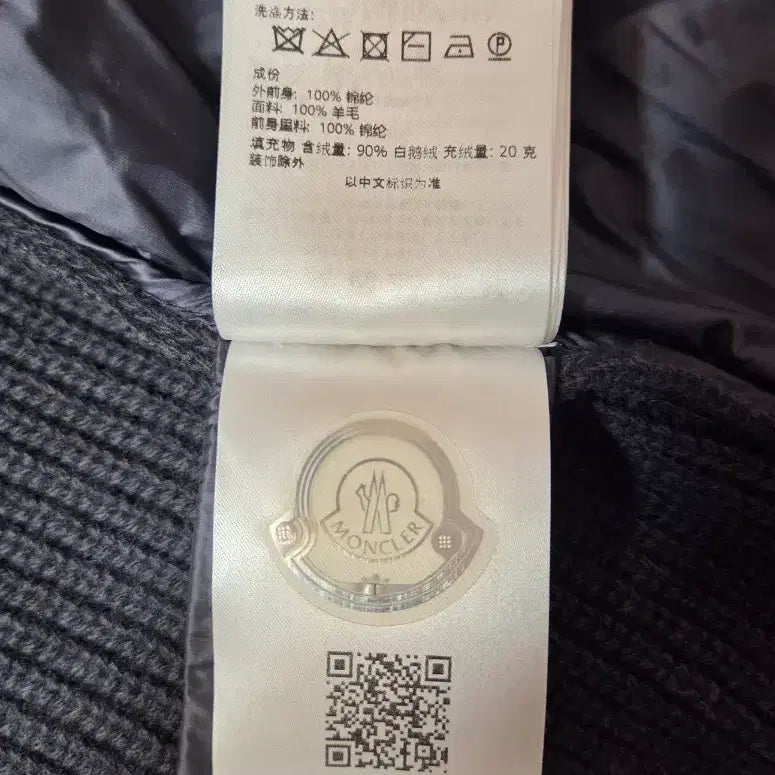 洗涤方法:
P
成份
外前身: 100% 锦纶
面料: 100% 羊毛
前身里料: 100% 锦纶
填充物 含绒量: 90% 白鹅绒 充绒量: 20 克
装饰除外
以中文标识为准
MONCLER